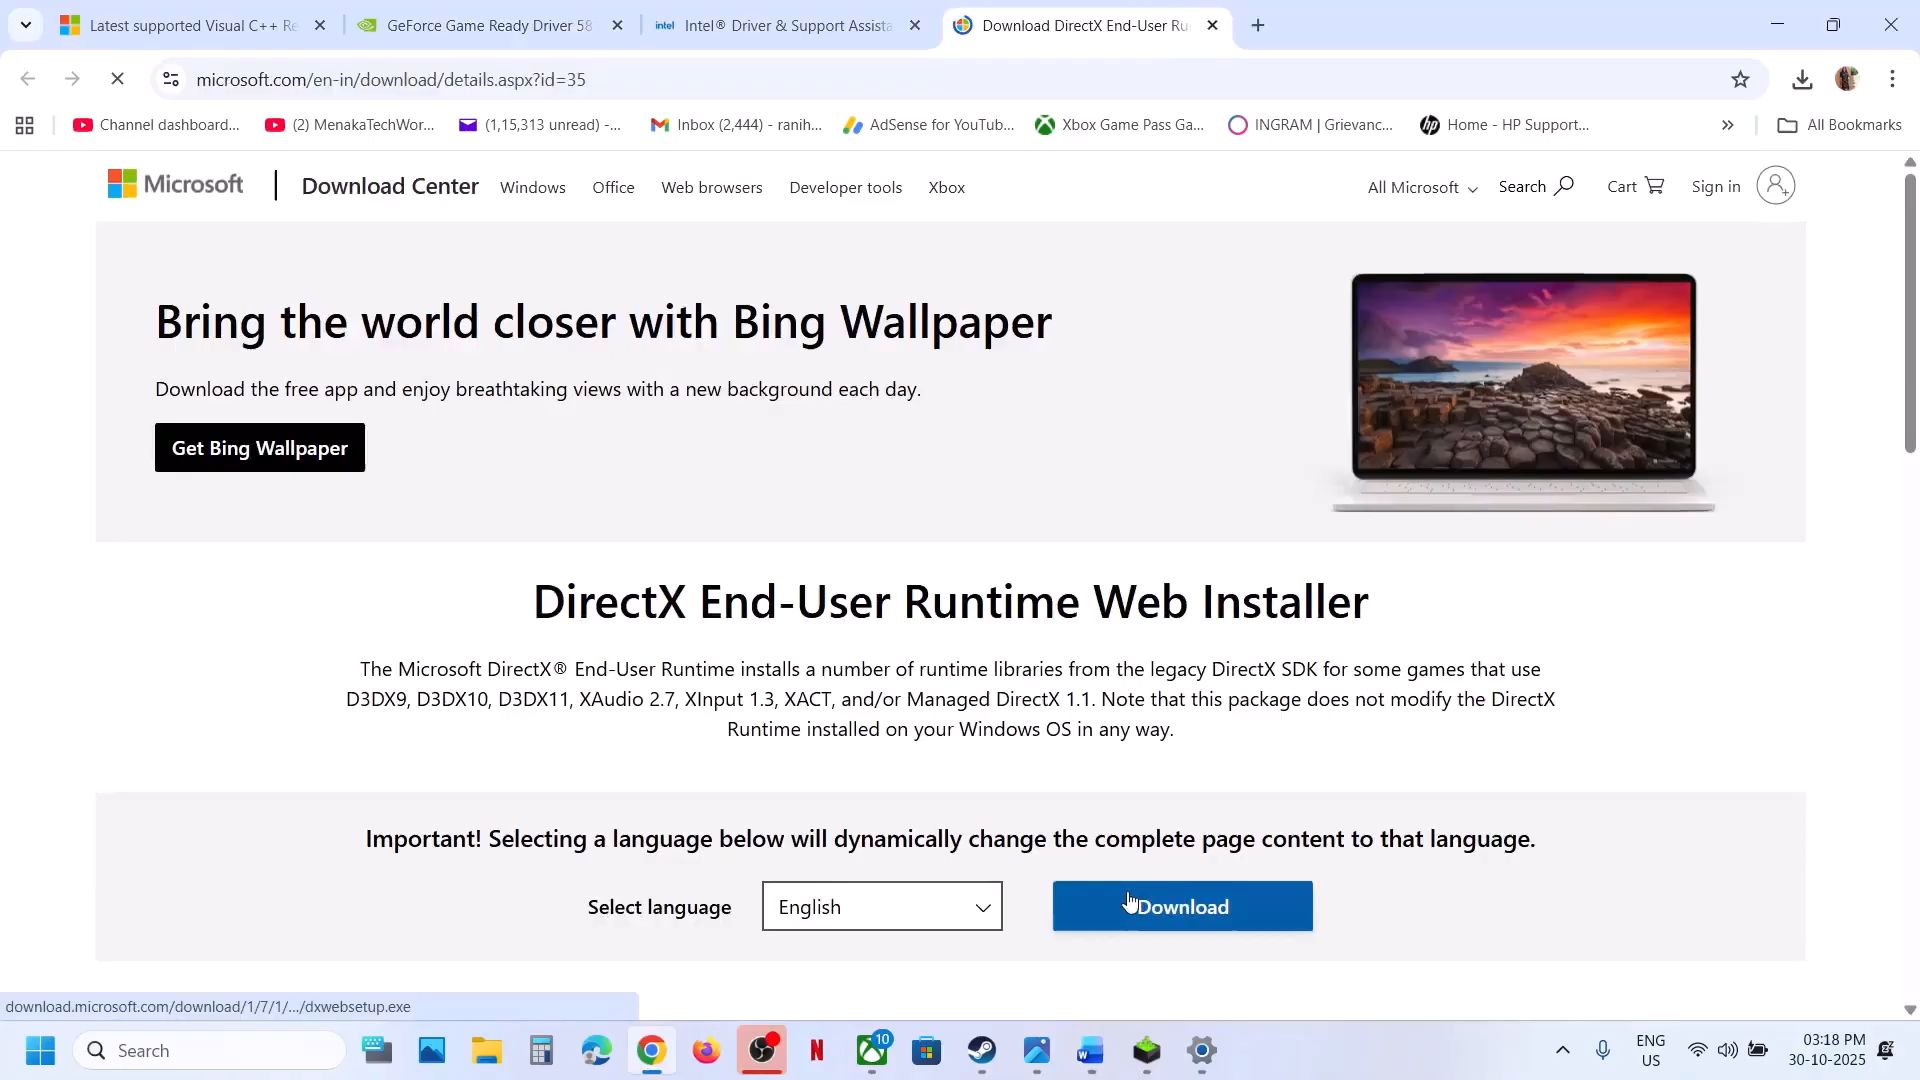 Latest supported Visual C++ Re
GeForce Game Ready Driver 58
intel Intel® Driver & Support Assista
Download DirectX End-User Ru
microsoft.com/en-in/download/details.aspx?id=35
Channel dashboard...
(2) MenakaTechWor...
(1,15,313 unread) -...
Inbox (2,444) - ranih...
AdSense for YouTub...
Xbox Game Pass Ga...
INGRAM | Grievanc...
Home - HP Support...
All Bookmarks
Microsoft
Download Center
Windows
Office
Web browsers
Developer tools
Xbox
All Microsoft
Search
Cart
Sign in
Bring the world closer with Bing Wallpaper
Download the free app and enjoy breathtaking views with a new background each day.
Get Bing Wallpaper
DirectX End-User Runtime Web Installer
The Microsoft DirectX® End-User Runtime installs a number of runtime libraries from the legacy DirectX SDK for some games that use
D3DX9, D3DX10, D3DX11, XAudio 2.7, XInput 1.3, XACT, and/or Managed DirectX 1.1. Note that this package does not modify the DirectX
Runtime installed on your Windows OS in any way.
Important! Selecting a language below will dynamically change the complete page content to that language.
Select language
English
Download
download.microsoft.com/download/1/7/1/.../dxwebsetup.exe
Search
N
10
W
ENG
US
03:18 PM
30-10-2025